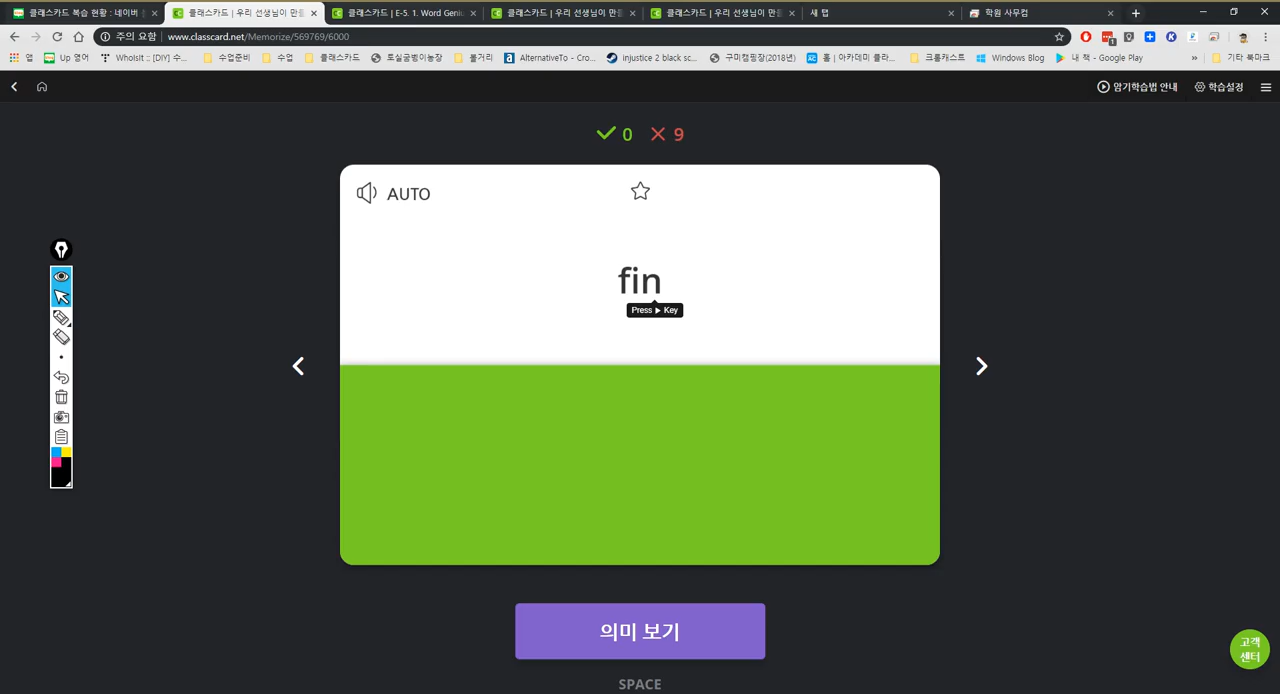 클래스카드 복습 현황 : 네이버
클래스카드 | 우리 선생님이 만든
클래스카드 | E-5. 1. Word Geni
클래스카드 | 우리 선생님이 만든
클래스카드 | 우리 선생님이 만든
새 탭
학원 사무컴
주의 요함 | www.classcard.net/Memorize/569769/6000
앱
Up 영어
WhoisIt :: [DIY] 수...
수업준비
수업
클래스카드
토실굼벵이농장
볼거리
AlternativeTo - Cro...
injustice 2 black sc...
구미캠핑장(2018년)
홈 | 아카데미 클라...
크롬캐스트
Windows Blog
내 책 - Google Play
»
기타 북마크
암기학습법 안내
학습설정
0 9
AUTO
fin
Press ▶ Key
의미 보기
SPACE
고객
센터